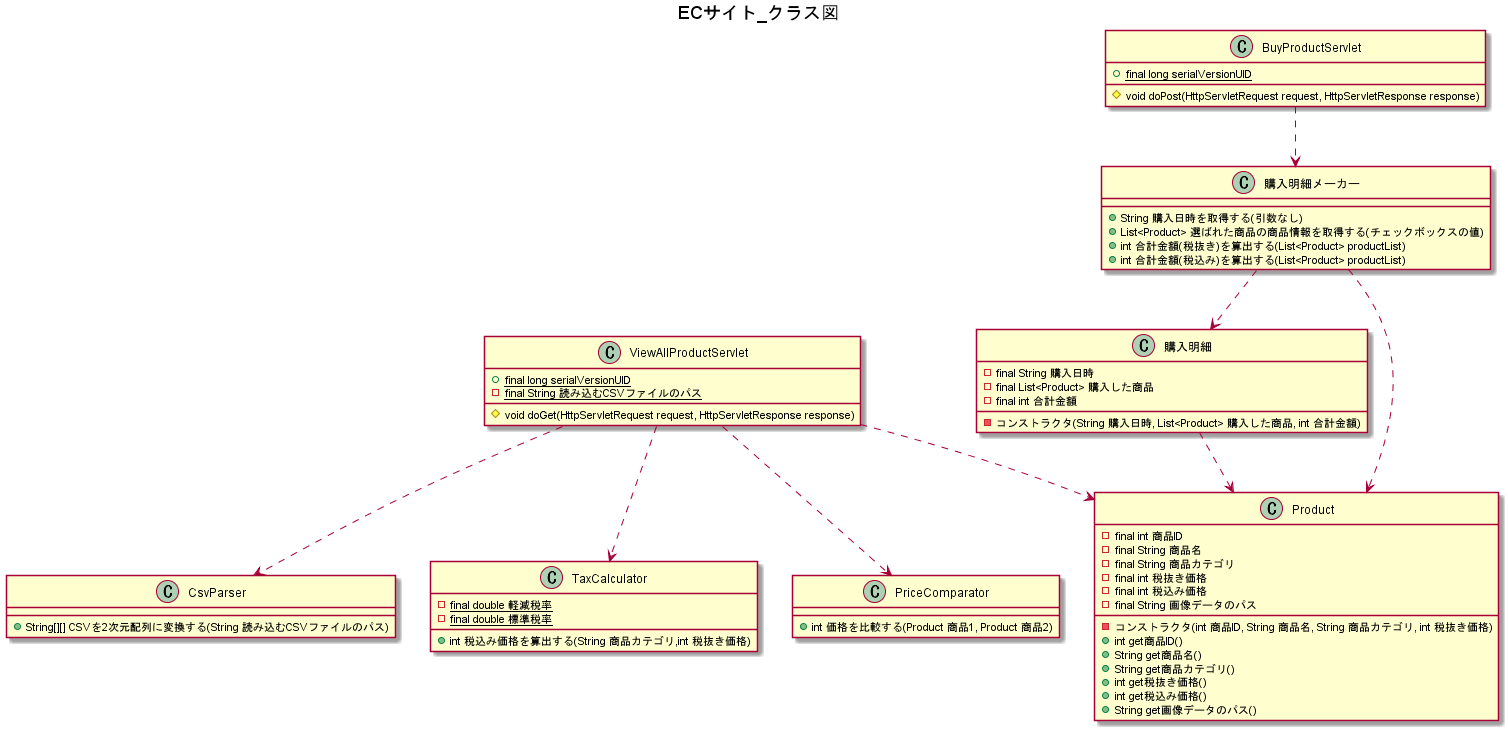 ECサイト_クラス図
C BuyProductServlet
final long serialVersionUID
void doPost(HttpServletRequest request, HttpServletResponse response)
C 購入明細メーカー
String 購入日時を取得する(引数なし)
List<Product> 選ばれた商品の商品情報を取得する(チェックボックスの値)
int 合計金額(税抜き)を算出する(List<Product> productList)
int 合計金額(税込み)を算出する(List<Product> productList)
C ViewAllProductServlet
final long serialVersionUID
final String 読み込むCSVファイルのパス
void doGet(HttpServletRequest request, HttpServletResponse response)
C 購入明細
final String 購入日時
final List<Product> 購入した商品
final int 合計金額
コンストラクタ(String 購入日時, List<Product> 購入した商品, int 合計金額)
C CsvParser
String[][] CSVを2次元配列に変換する(String 読み込むCSVファイルのパス)
C TaxCalculator
final double 軽減税率
final double 標準税率
int 税込み価格を算出する(String 商品カテゴリ,int 税抜き価格)
C PriceComparator
int 価格を比較する(Product 商品1, Product 商品2)
C Product
final int 商品ID
final String 商品名
final String 商品カテゴリ
final int 税抜き価格
final int 税込み価格
final String 画像データのパス
コンストラクタ(int 商品ID, String 商品名, String 商品カテゴリ, int 税抜き価格)
int get商品ID()
String get商品名()
String get商品カテゴリ()
int get税抜き価格()
int get税込み価格()
String get画像データのパス()